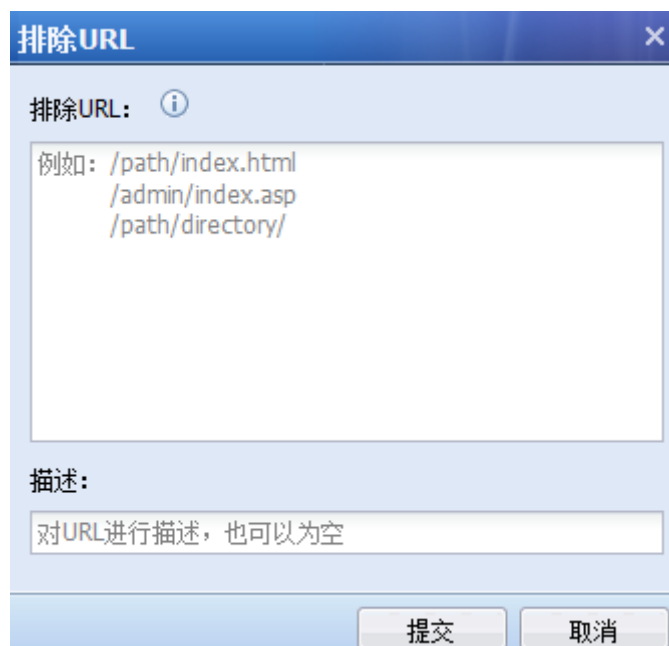 排除URL
排除URL：
例如：/path/index.html
/admin/index.asp
/path/directory/
描述：
对URL进行描述，也可以为空
提交 取消